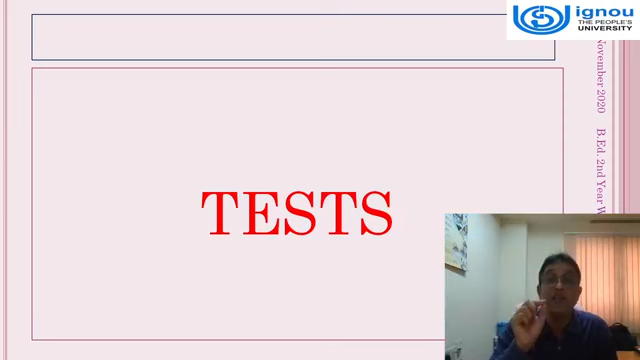 ignou
THE PEOPLE'S
UNIVERSITY
November 2020 B.Ed. 2nd Year
TESTS